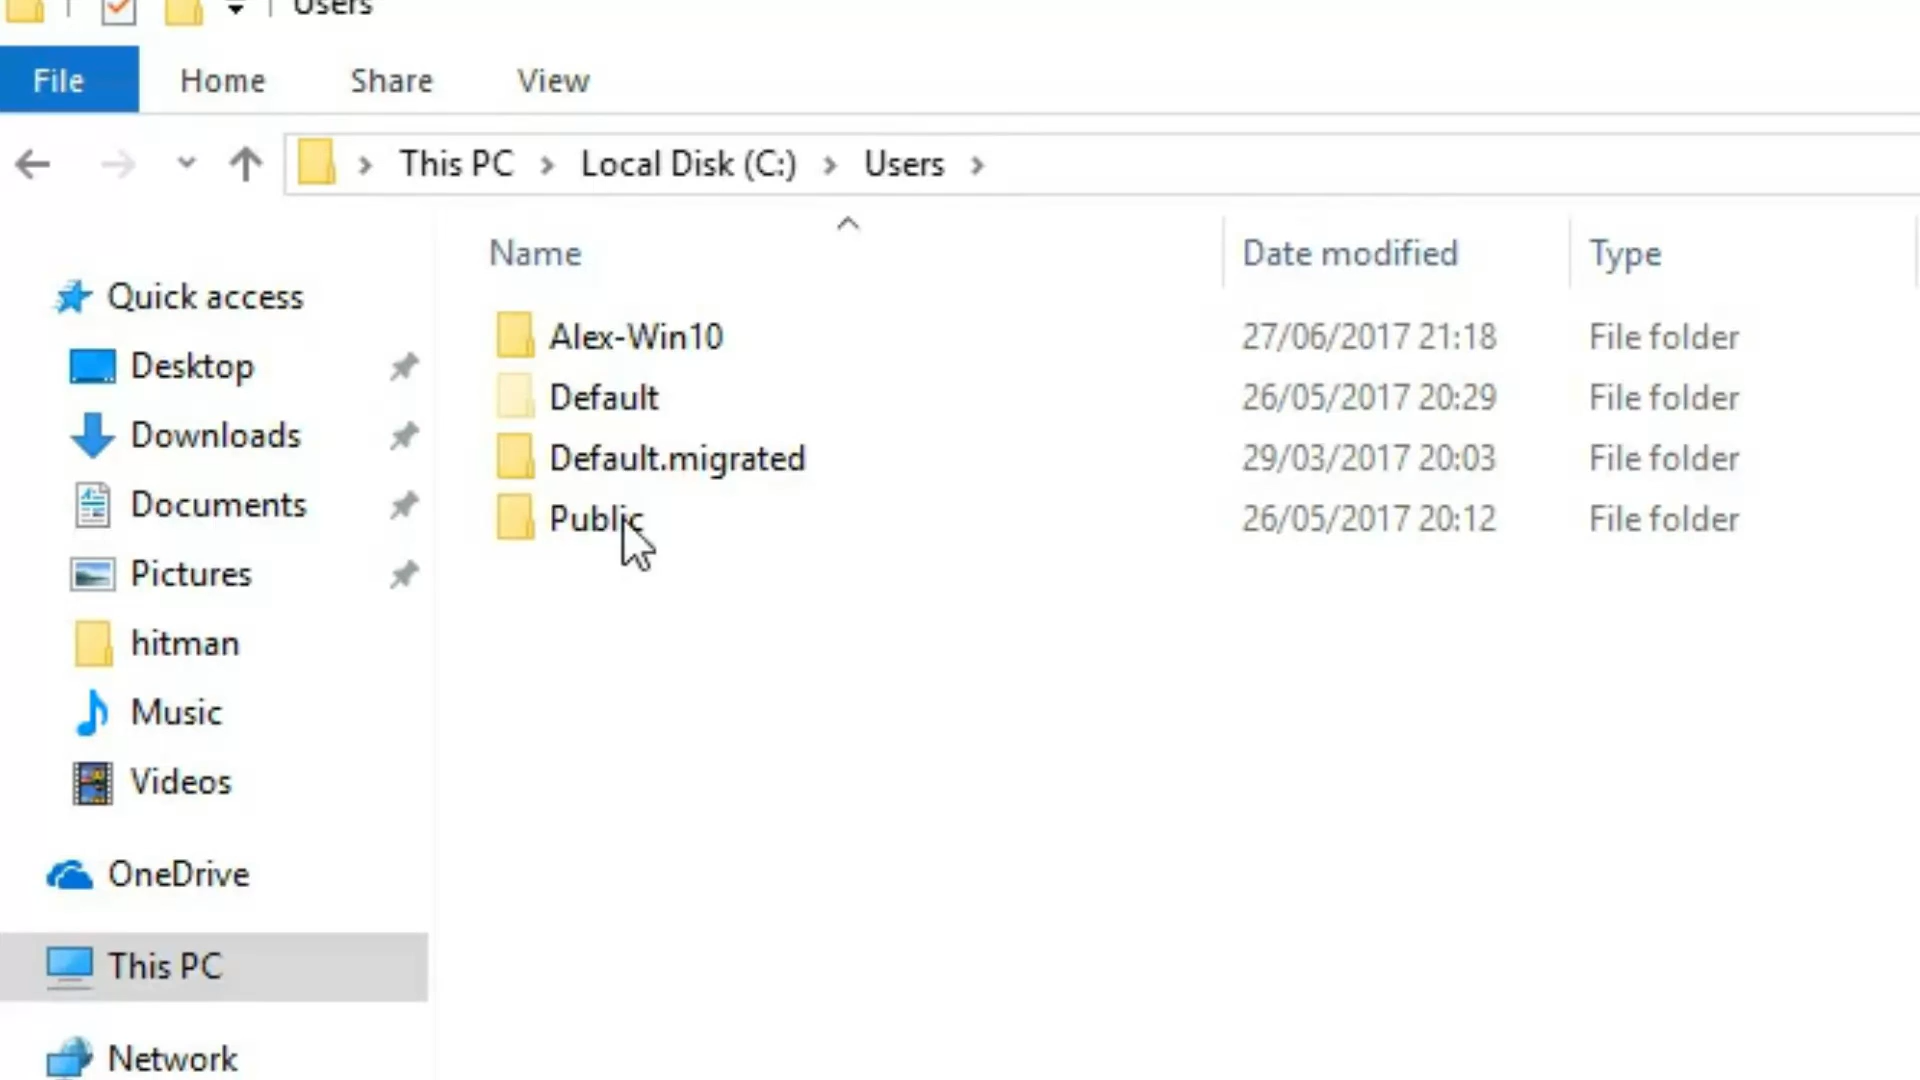 Users
File Home Share View
This PC Local Disk (C:) Users
Name Date modified Type
Quick access
Desktop
Downloads
Documents
Pictures
hitman
Music
Videos
OneDrive
This PC
Network
Alex-Win10 27/06/2017 21:18 File folder
Default 26/05/2017 20:29 File folder
Default.migrated 29/03/2017 20:03 File folder
Public 26/05/2017 20:12 File folder